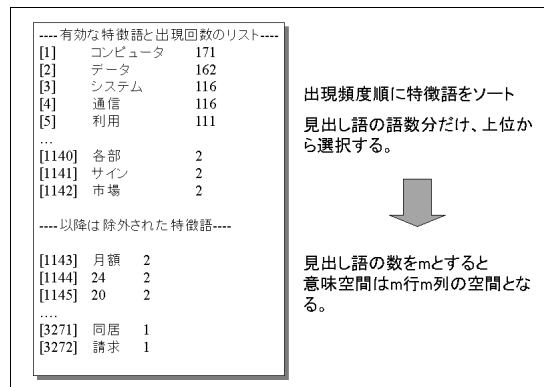 ----有効な特徴語と出現回数のリスト----
[1] コンピュータ 171
[2] データ 162
[3] システム 116
[4] 通信 116
[5] 利用 111
…
[1140] 各部 2
[1141] サイン 2
[1142] 市場 2
----以降は除外された特徴語----
[1143] 月額 2
[1144] 24 2
[1145] 20 2
….
[3271] 同居 1
[3272] 請求 1
出現頻度順に特徴語をソート
見出し語の語数分だけ、上位か
ら選択する。
見出し語の数をmとすると
意味空間はm行m列の空間とな
る。